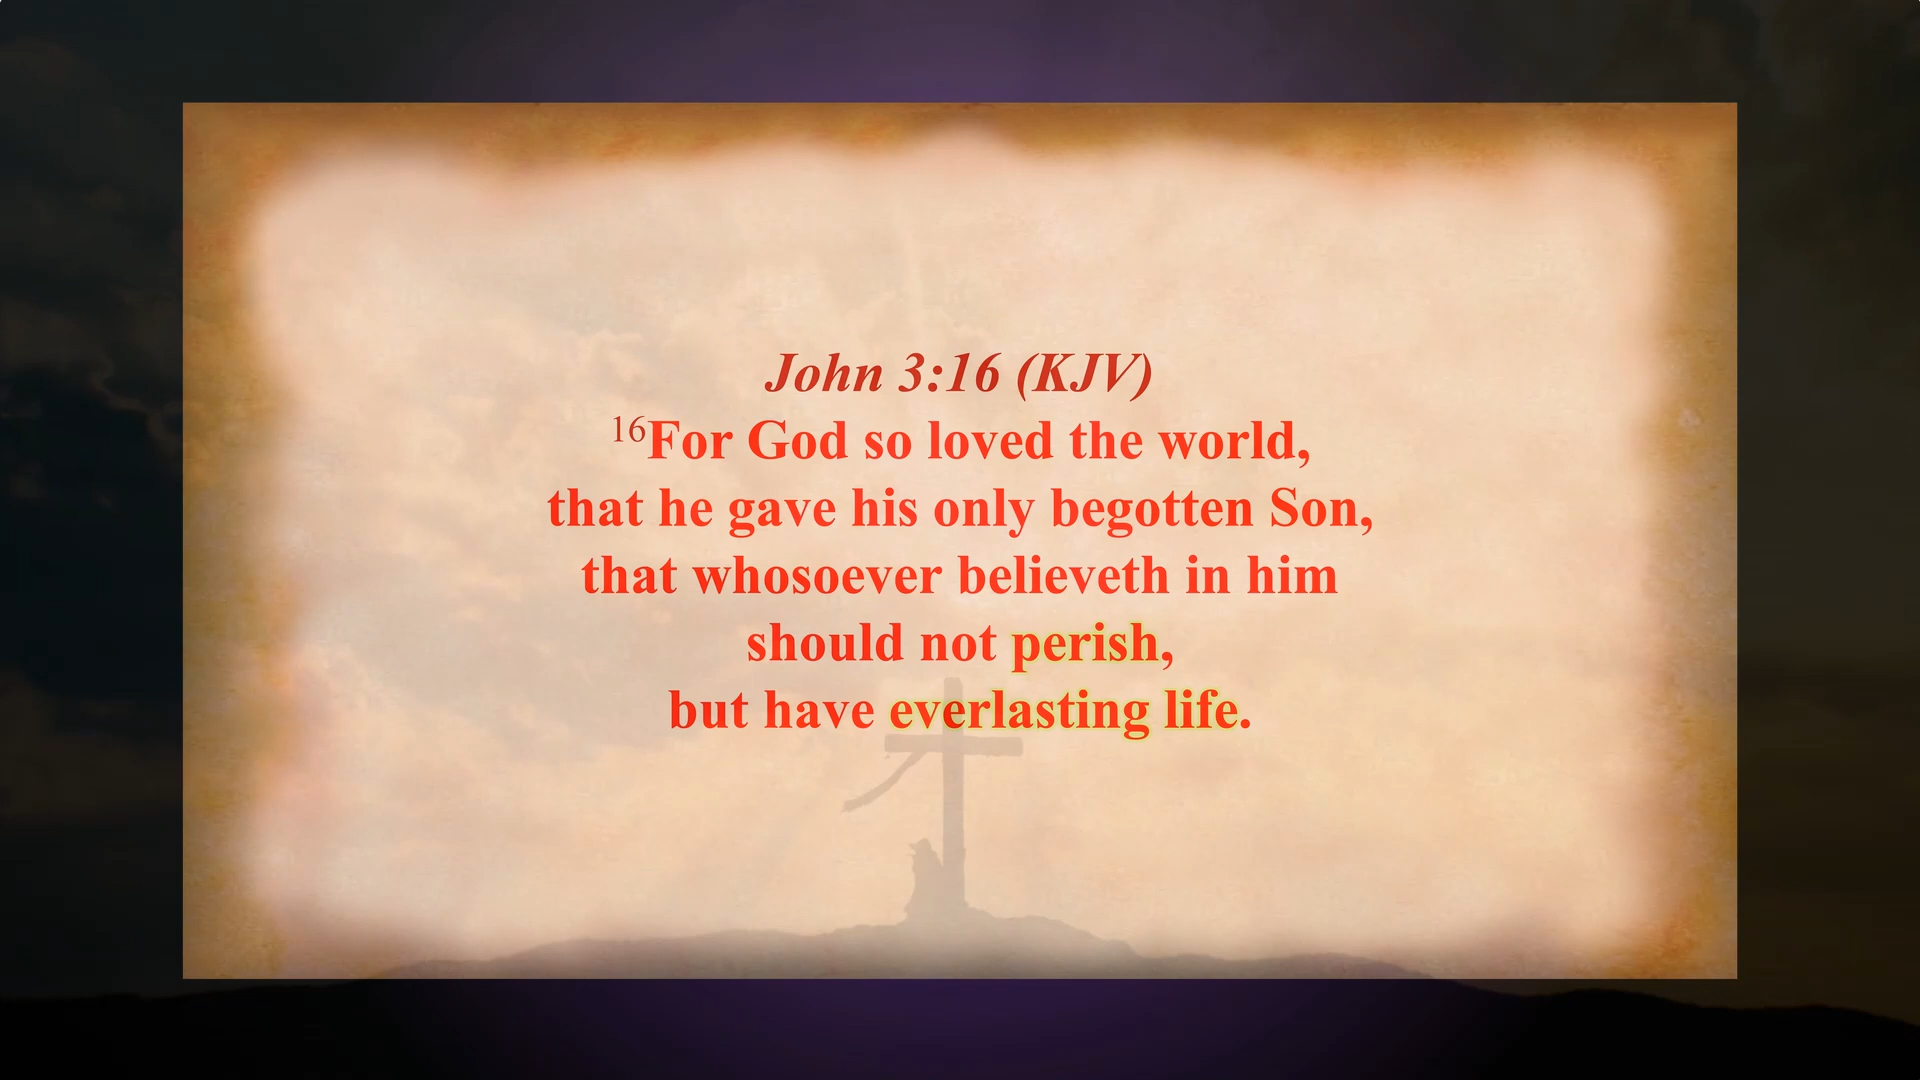 John 3:16 (KJV)
16For God so loved the world,
that he gave his only begotten Son,
that whosoever believeth in him
should not perish,
but have everlasting life.